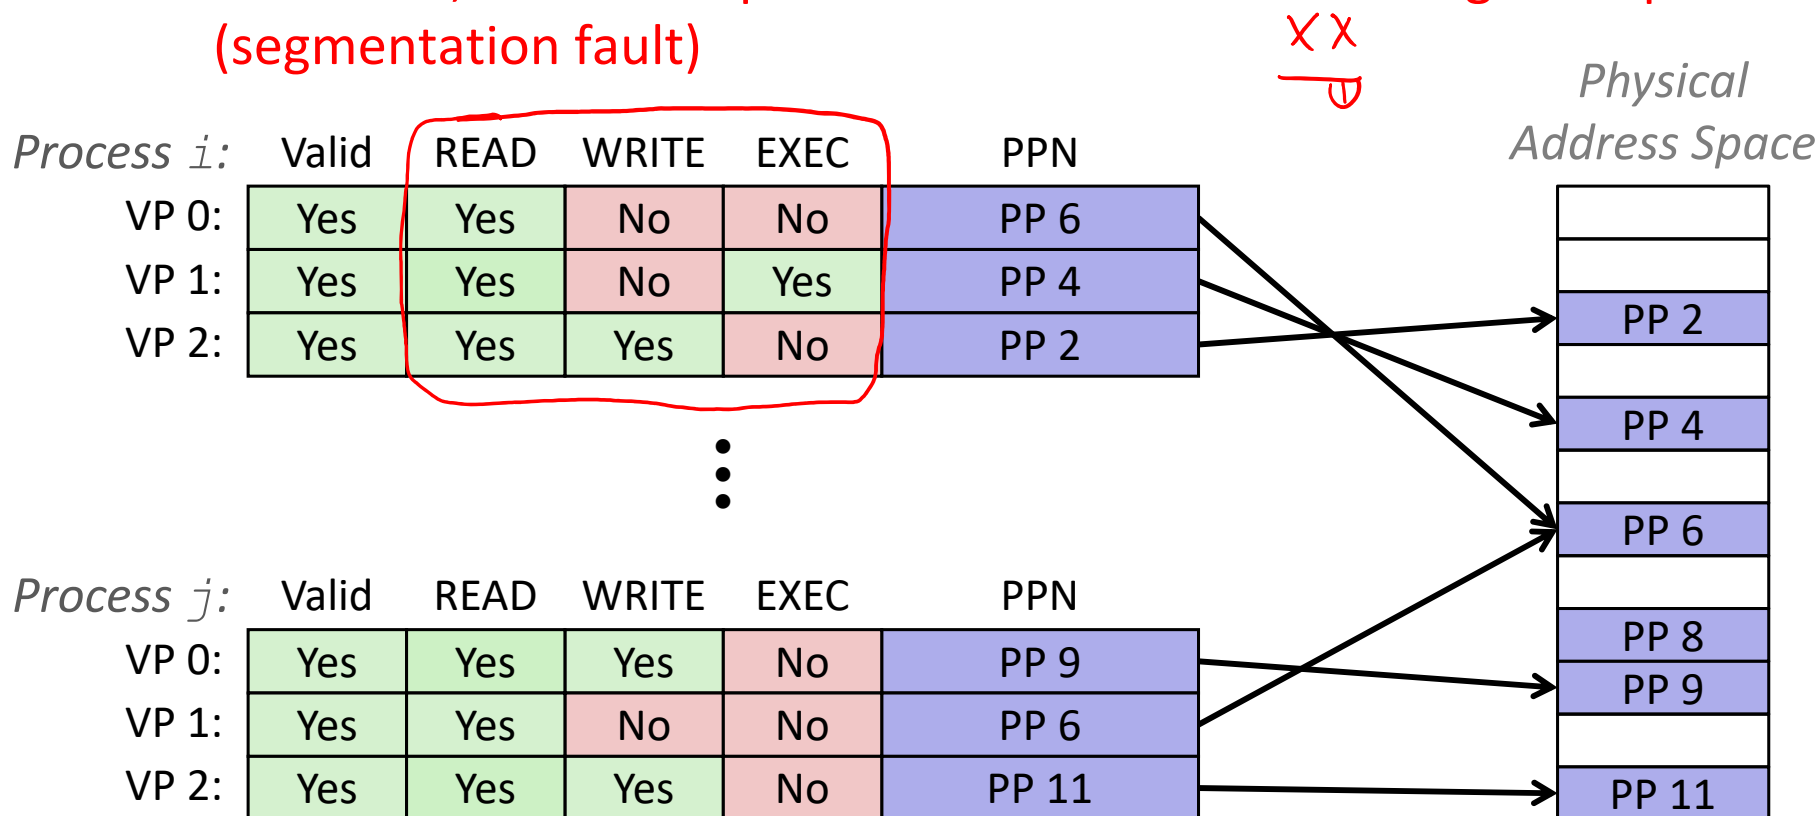 (segmentation fault)
Physical
Address Space
Process i: Valid READ WRITE EXEC PPN
VP 0: Yes Yes No No PP 6
VP 1: Yes Yes No Yes PP 4
VP 2: Yes Yes Yes No PP 2
PP 2
PP 4
PP 6
PP 8
PP 9
PP 11
Process j: Valid READ WRITE EXEC PPN
VP 0: Yes Yes Yes No PP 9
VP 1: Yes Yes No No PP 6
VP 2: Yes Yes Yes No PP 11